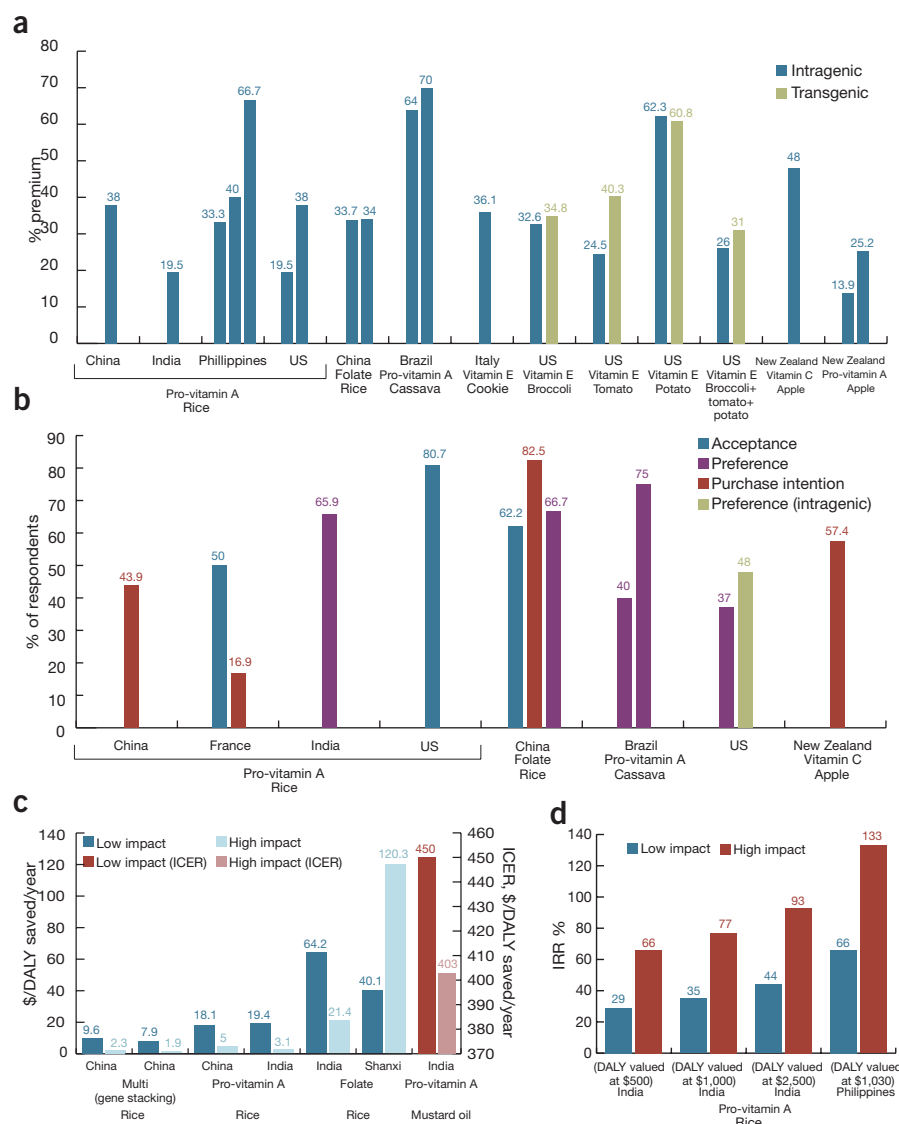 a
80
70
60
50
40
30
20
10
0
% premium
Intragenic
Transgenic
38
19.5
33.3
40
66.7
19.5
38
33.7
34
64
70
36.1
32.6
34.8
24.5
40.3
62.3
60.8
26
31
48
13.9
25.2
China
India
Phillippines
US
Pro-vitamin A
Rice
China
Folate
Rice
Brazil
Pro-vitamin A
Cassava
Italy
Vitamin E
Cookie
US
Vitamin E
Broccoli
US
Vitamin E
Tomato
US
Vitamin E
Potato
US
Vitamin E
Broccoli+
tomato+
potato
New Zealand
Vitamin C
Apple
New Zealand
Pro-vitamin A
Apple
b
90
80
70
60
50
40
30
20
10
0
% of respondents
Acceptance
Preference
Purchase intention
Preference (intragenic)
43.9
50
16.9
65.9
80.7
62.2
82.5
66.7
40
75
37
48
57.4
China
France
India
US
Pro-vitamin A
Rice
China
Folate
Rice
Brazil
Pro-vitamin A
Cassava
US
New Zealand
Vitamin C
Apple
c
140
120
100
80
60
40
20
0
$/DALY saved/year
Low impact
High impact
Low impact (ICER)
High impact (ICER)
9.6
2.3
7.9
1.9
18.1
5
19.4
3.1
64.2
21.4
40.1
120.3
450
403
460
450
440
430
420
410
400
390
380
370
ICER, $/DALY saved/year
China
China
China
India
India
Shanxi
India
Multi
(gene stacking)
Rice
Pro-vitamin A
Rice
Folate
Rice
Pro-vitamin A
Mustard oil
d
140
120
100
80
60
40
20
0
IRR %
Low impact
High impact
29
66
35
77
44
93
66
133
(DALY valued
at $500)
India
(DALY valued
at $1,000)
India
(DALY valued
at $2,500)
India
(DALY valued
at $1,030)
Philippines
Pro-vitamin A
Rice